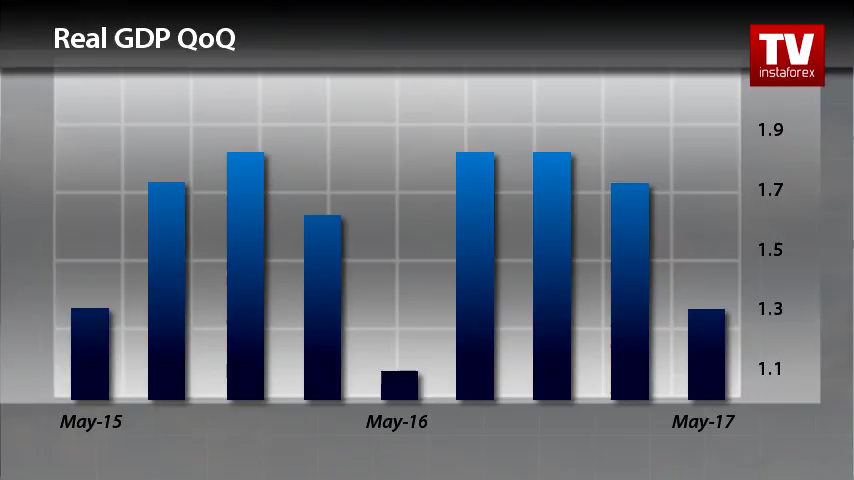 Real GDP QoQ
TV
instaforex
1.9
1.7
1.5
1.3
1.1
May-15
May-16
May-17